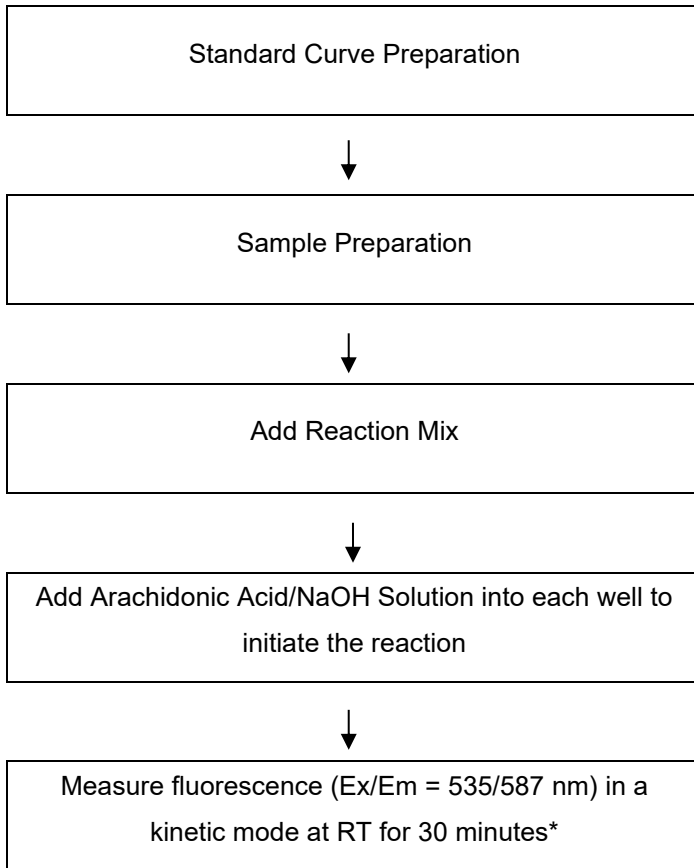 Standard Curve Preparation
Sample Preparation
Add Reaction Mix
Add Arachidonic Acid/NaOH Solution into each well to
initiate the reaction
Measure fluorescence (Ex/Em = 535/587 nm) in a
kinetic mode at RT for 30 minutes*